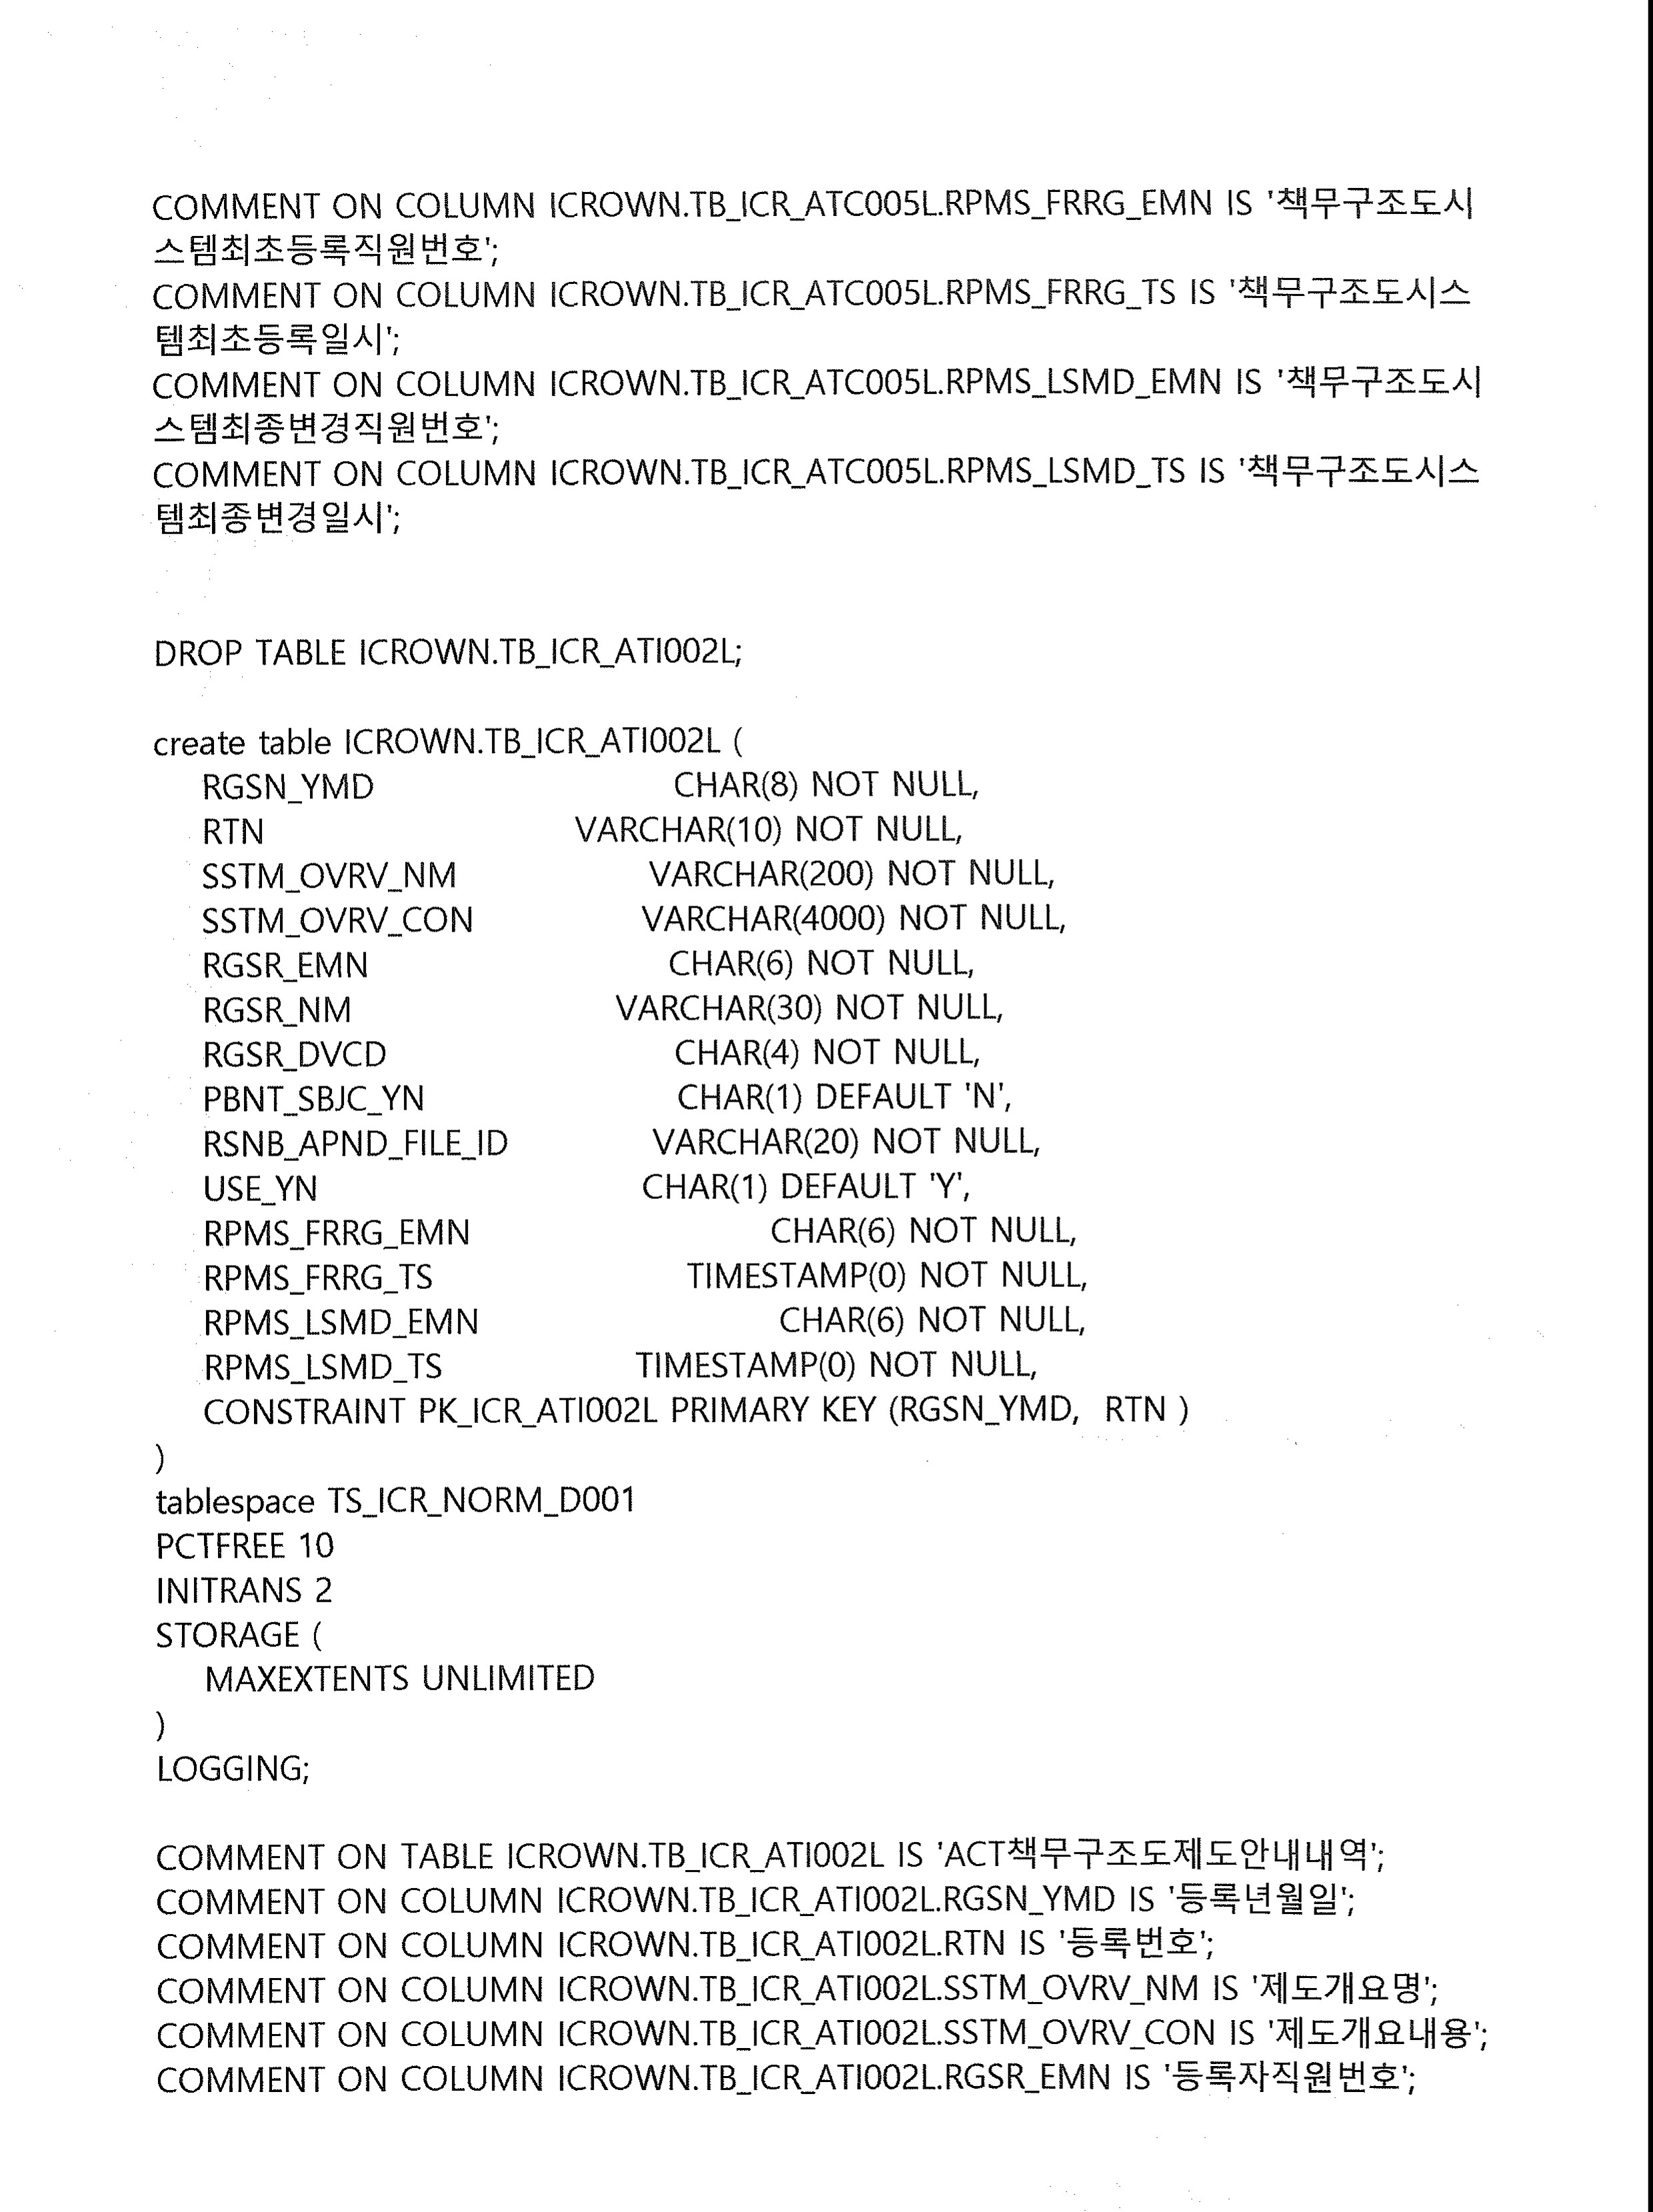 COMMENT ON COLUMN ICROWN.TB_ICR_ATC005L.RPMS_FRRG_EMN IS '책무구조도시
스템최초등록직원번호';
COMMENT ON COLUMN ICROWN.TB_ICR_ATC005L.RPMS_FRRG_TS IS '책무구조도시스
템최초등록일시';
COMMENT ON COLUMN ICROWN.TB_ICR_ATC005L.RPMS_LSMD_EMN IS '책무구조도시
스템최종변경직원번호';
COMMENT ON COLUMN ICROWN.TB_ICR_ATC005L.RPMS_LSMD_TS IS '책무구조도시스
템최종변경일시';
DROP TABLE ICROWN.TB_ICR_ATI002L;
create table ICROWN.TB_ICR_ATI002L (
RGSN_YMD CHAR(8) NOT NULL,
RTN VARCHAR(10) NOT NULL,
SSTM_OVRV_NM VARCHAR(200) NOT NULL,
SSTM_OVRV_CON VARCHAR(4000) NOT NULL,
RGSR_EMN CHAR(6) NOT NULL,
RGSR_NM VARCHAR(30) NOT NULL,
RGSR_DVCD CHAR(4) NOT NULL,
PBNT_SBJC_YN CHAR(1) DEFAULT 'N',
RSNB_APND_FILE_ID VARCHAR(20) NOT NULL,
USE_YN CHAR(1) DEFAULT 'Y',
RPMS_FRRG_EMN CHAR(6) NOT NULL,
RPMS_FRRG_TS TIMESTAMP(0) NOT NULL,
RPMS_LSMD_EMN CHAR(6) NOT NULL,
RPMS_LSMD_TS TIMESTAMP(0) NOT NULL,
CONSTRAINT PK_ICR_ATI002L PRIMARY KEY (RGSN_YMD, RTN )
)
tablespace TS_ICR_NORM_D001
PCTFREE 10
INITRANS 2
STORAGE (
MAXEXTENTS UNLIMITED
)
LOGGING;
COMMENT ON TABLE ICROWN.TB_ICR_ATI002L IS 'ACT책무구조도제도안내내역';
COMMENT ON COLUMN ICROWN.TB_ICR_ATI002L.RGSN_YMD IS '등록년월일';
COMMENT ON COLUMN ICROWN.TB_ICR_ATI002L.RTN IS '등록번호';
COMMENT ON COLUMN ICROWN.TB_ICR_ATI002L.SSTM_OVRV_NM IS '제도개요명';
COMMENT ON COLUMN ICROWN.TB_ICR_ATI002L.SSTM_OVRV_CON IS '제도개요내용';
COMMENT ON COLUMN ICROWN.TB_ICR_ATI002L.RGSR_EMN IS '등록자직원번호';